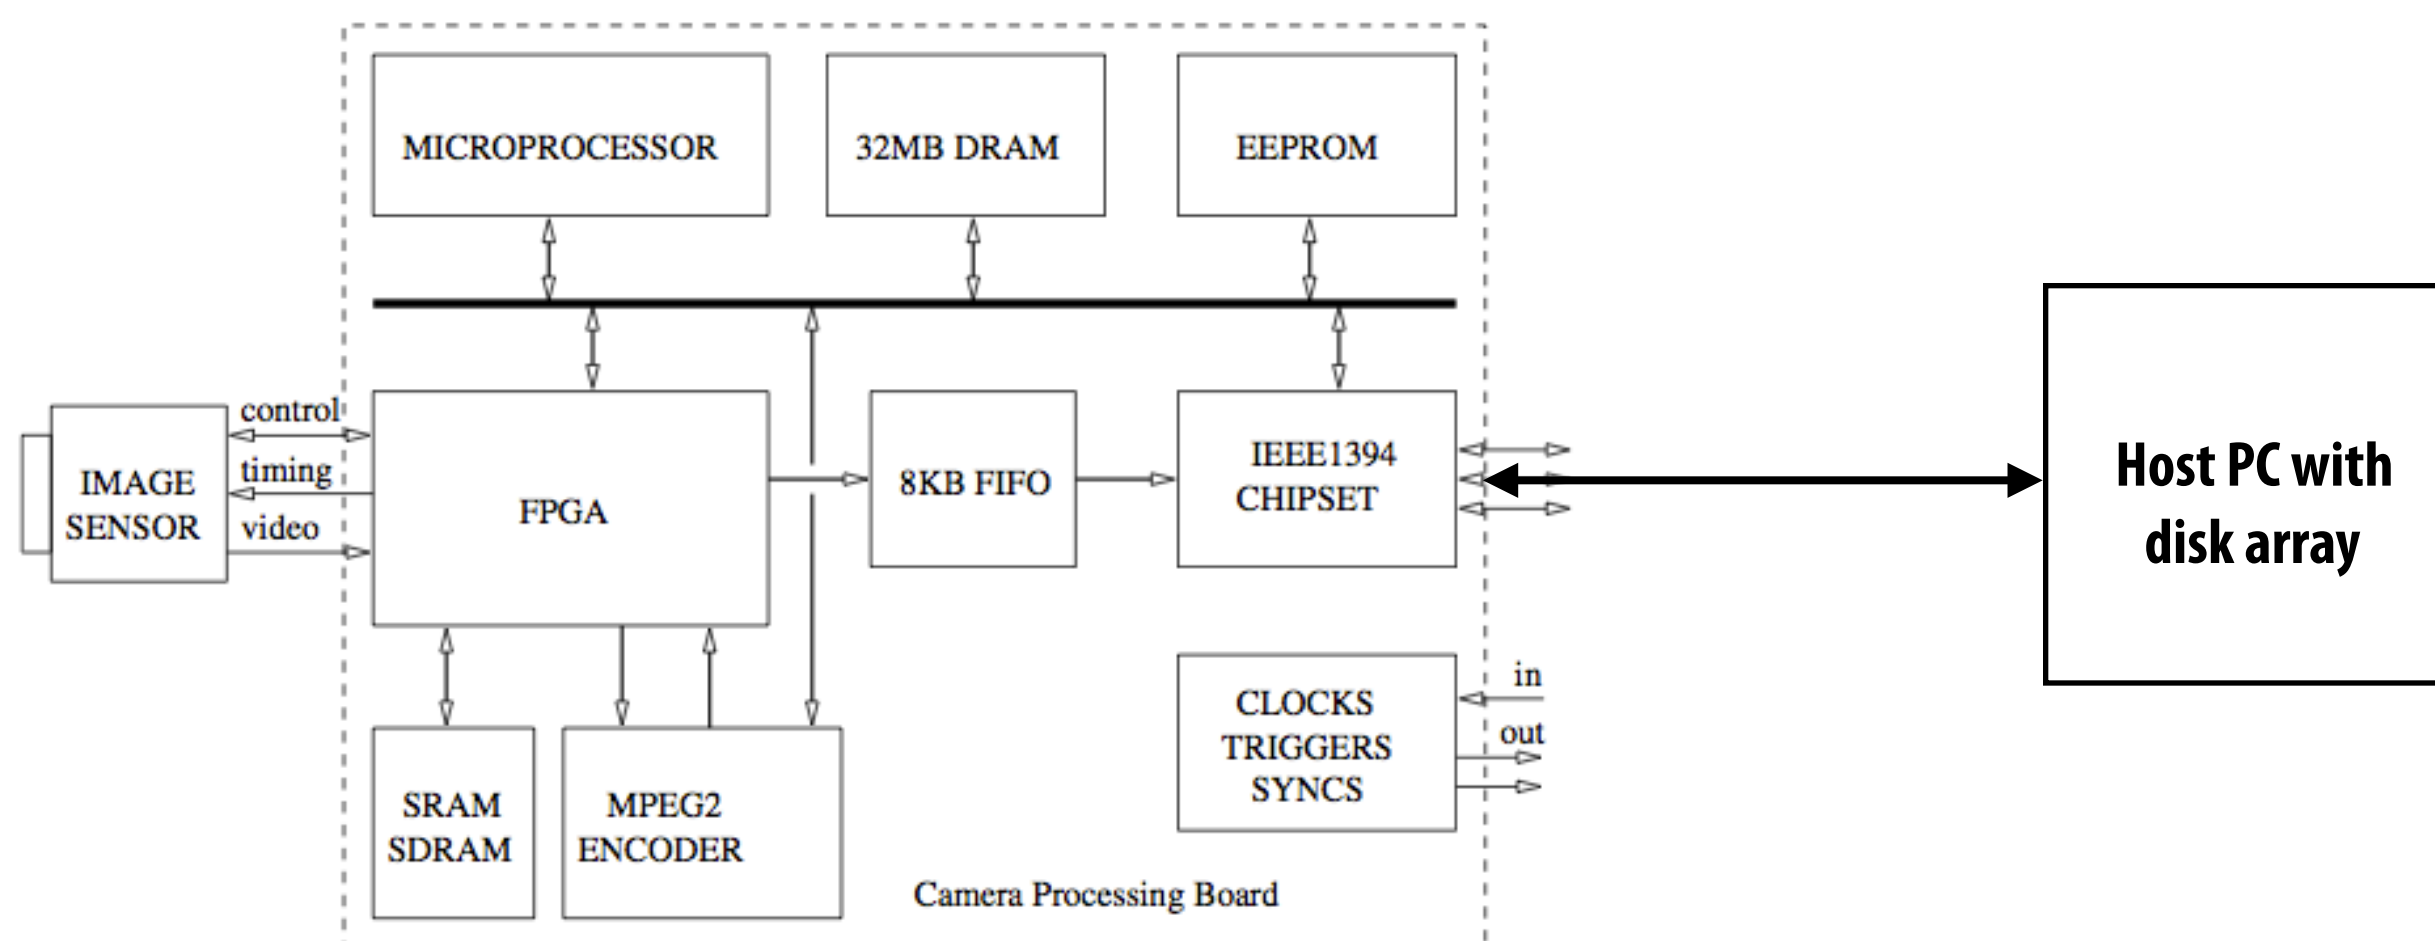 MICROPROCESSOR
32MB DRAM
EEPROM
control
timing
video
IMAGE
SENSOR
FPGA
8KB FIFO
IEEE1394
CHIPSET
Host PC with
disk array
SRAM
SDRAM
MPEG2
ENCODER
CLOCKS
TRIGGERS
SYNCS
in
out
Camera Processing Board